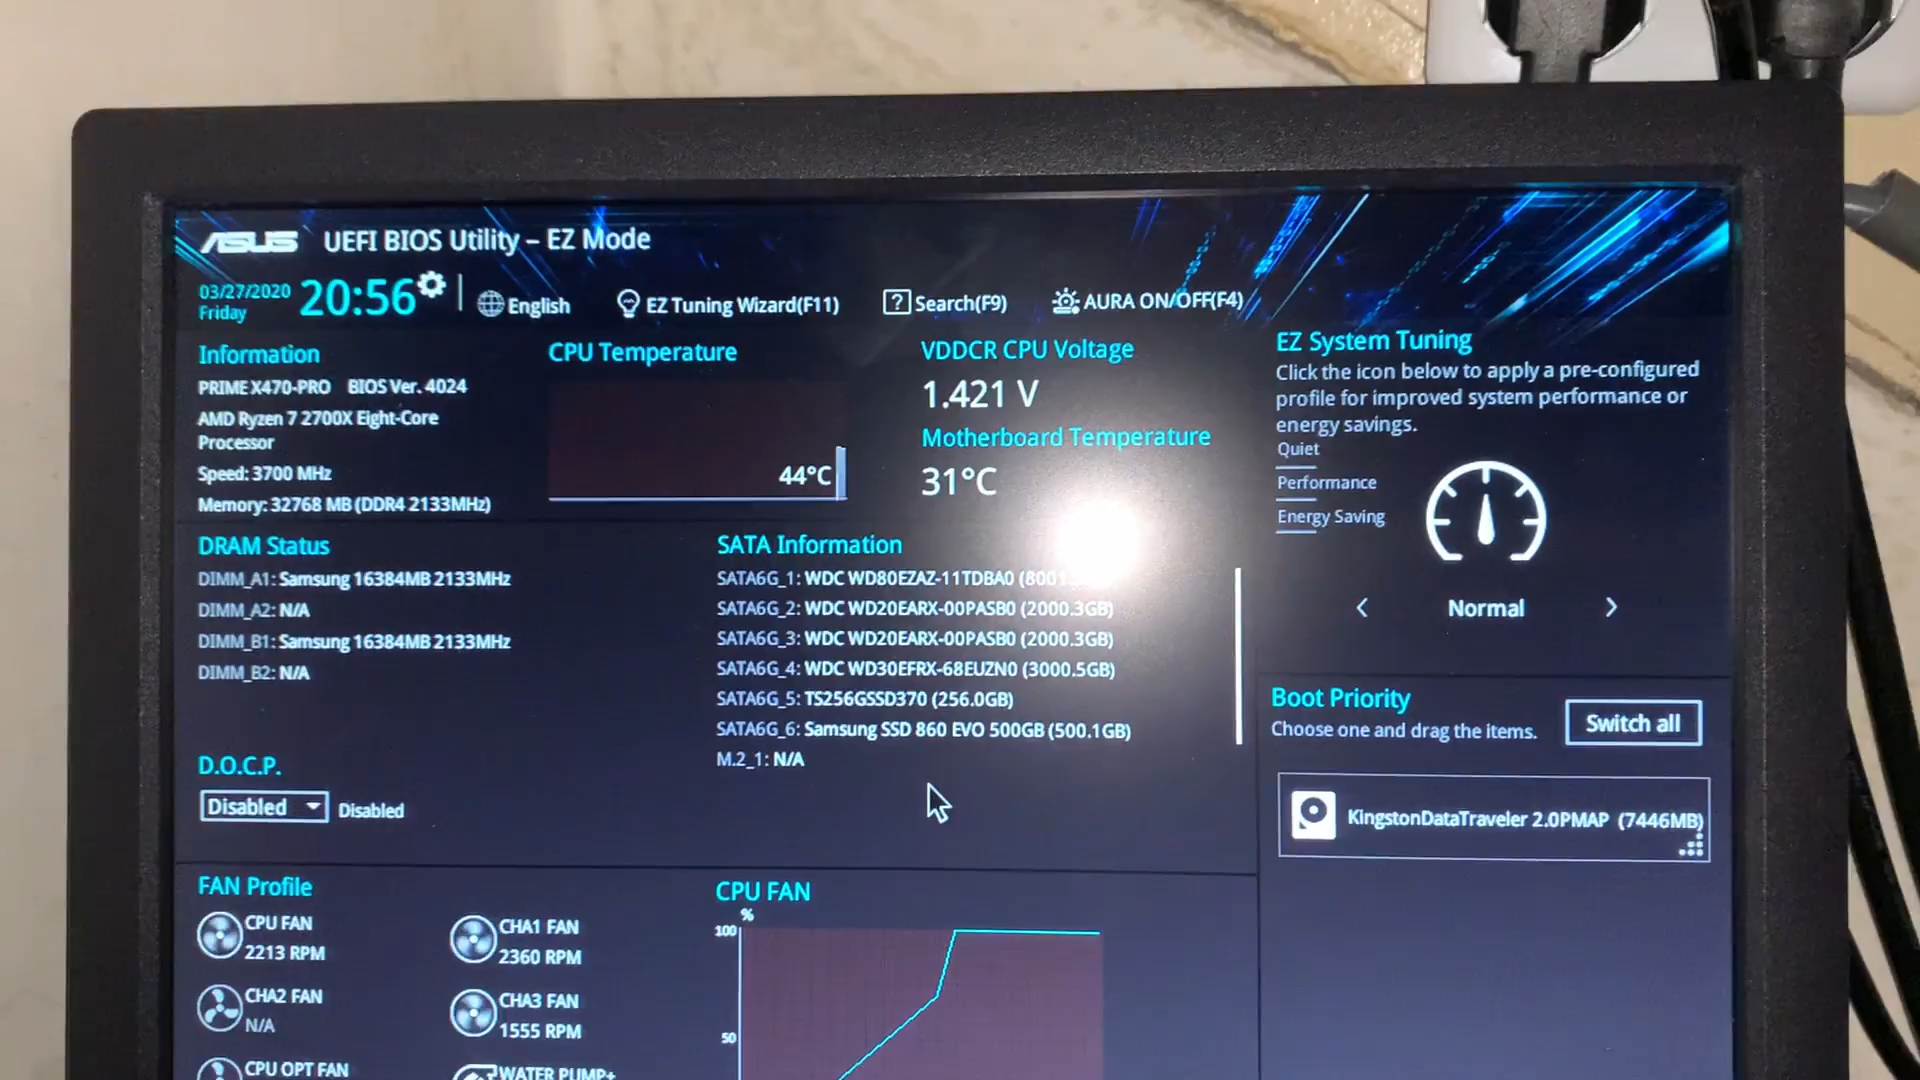 ASUS UEFI BIOS Utility – EZ Mode
03/27/2020
Friday
20:56
English
EZ Tuning Wizard(F11)
Search(F9)
AURA ON/OFF(F4)
Information
PRIME X470-PRO BIOS Ver. 4024
AMD Ryzen 7 2700X Eight-Core
Processor
Speed: 3700 MHz
Memory: 32768 MB (DDR4 2133MHz)
CPU Temperature
44°C
VDDCR CPU Voltage
1.421 V
Motherboard Temperature
31°C
EZ System Tuning
Click the icon below to apply a pre-configured
profile for improved system performance or
energy savings.
Quiet
Performance
Energy Saving
Normal
DRAM Status
DIMM_A1: Samsung 16384MB 2133MHz
DIMM_A2: N/A
DIMM_B1: Samsung 16384MB 2133MHz
DIMM_B2: N/A
SATA Information
SATA6G_1: WDC WD80EZAZ-11TDBA0
SATA6G_2: WDC WD20EARX-00PASB0 (2000.3GB)
SATA6G_3: WDC WD20EARX-00PASB0 (2000.3GB)
SATA6G_4: WDC WD30EFRX-68EUZN0 (3000.5GB)
SATA6G_5: TS256GSSD370 (256.0GB)
SATA6G_6: Samsung SSD 860 EVO 500GB (500.1GB)
M.2_1: N/A
D.O.C.P.
Disabled Disabled
Boot Priority
Choose one and drag the items.
Switch all
KingstonDataTraveler 2.0PMAP (7446MB)
FAN Profile
CPU FAN
2213 RPM
CHA1 FAN
2360 RPM
CHA2 FAN
N/A
CHA3 FAN
1555 RPM
CPU OPT FAN
WATER PUMP+
CPU FAN
%
100
50